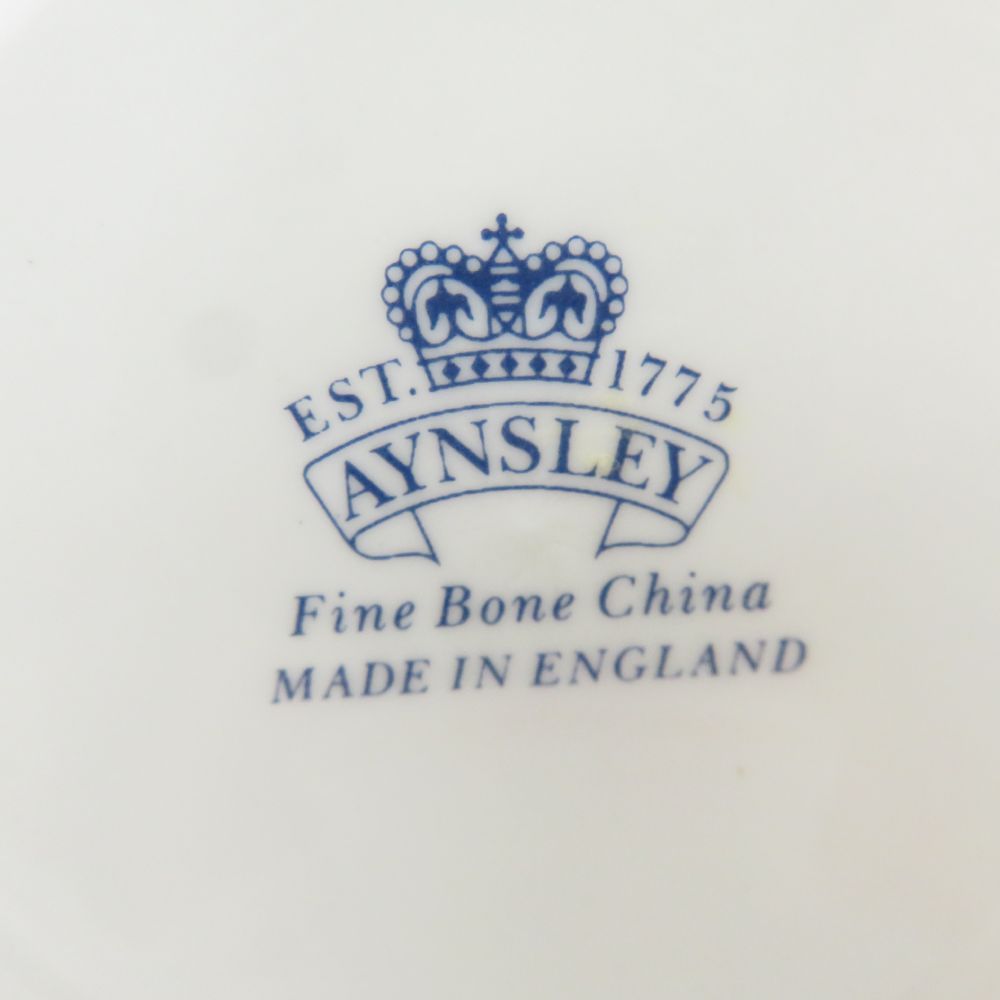 EST. 1775
AYNSLEY
Fine Bone China
MADE IN ENGLAND